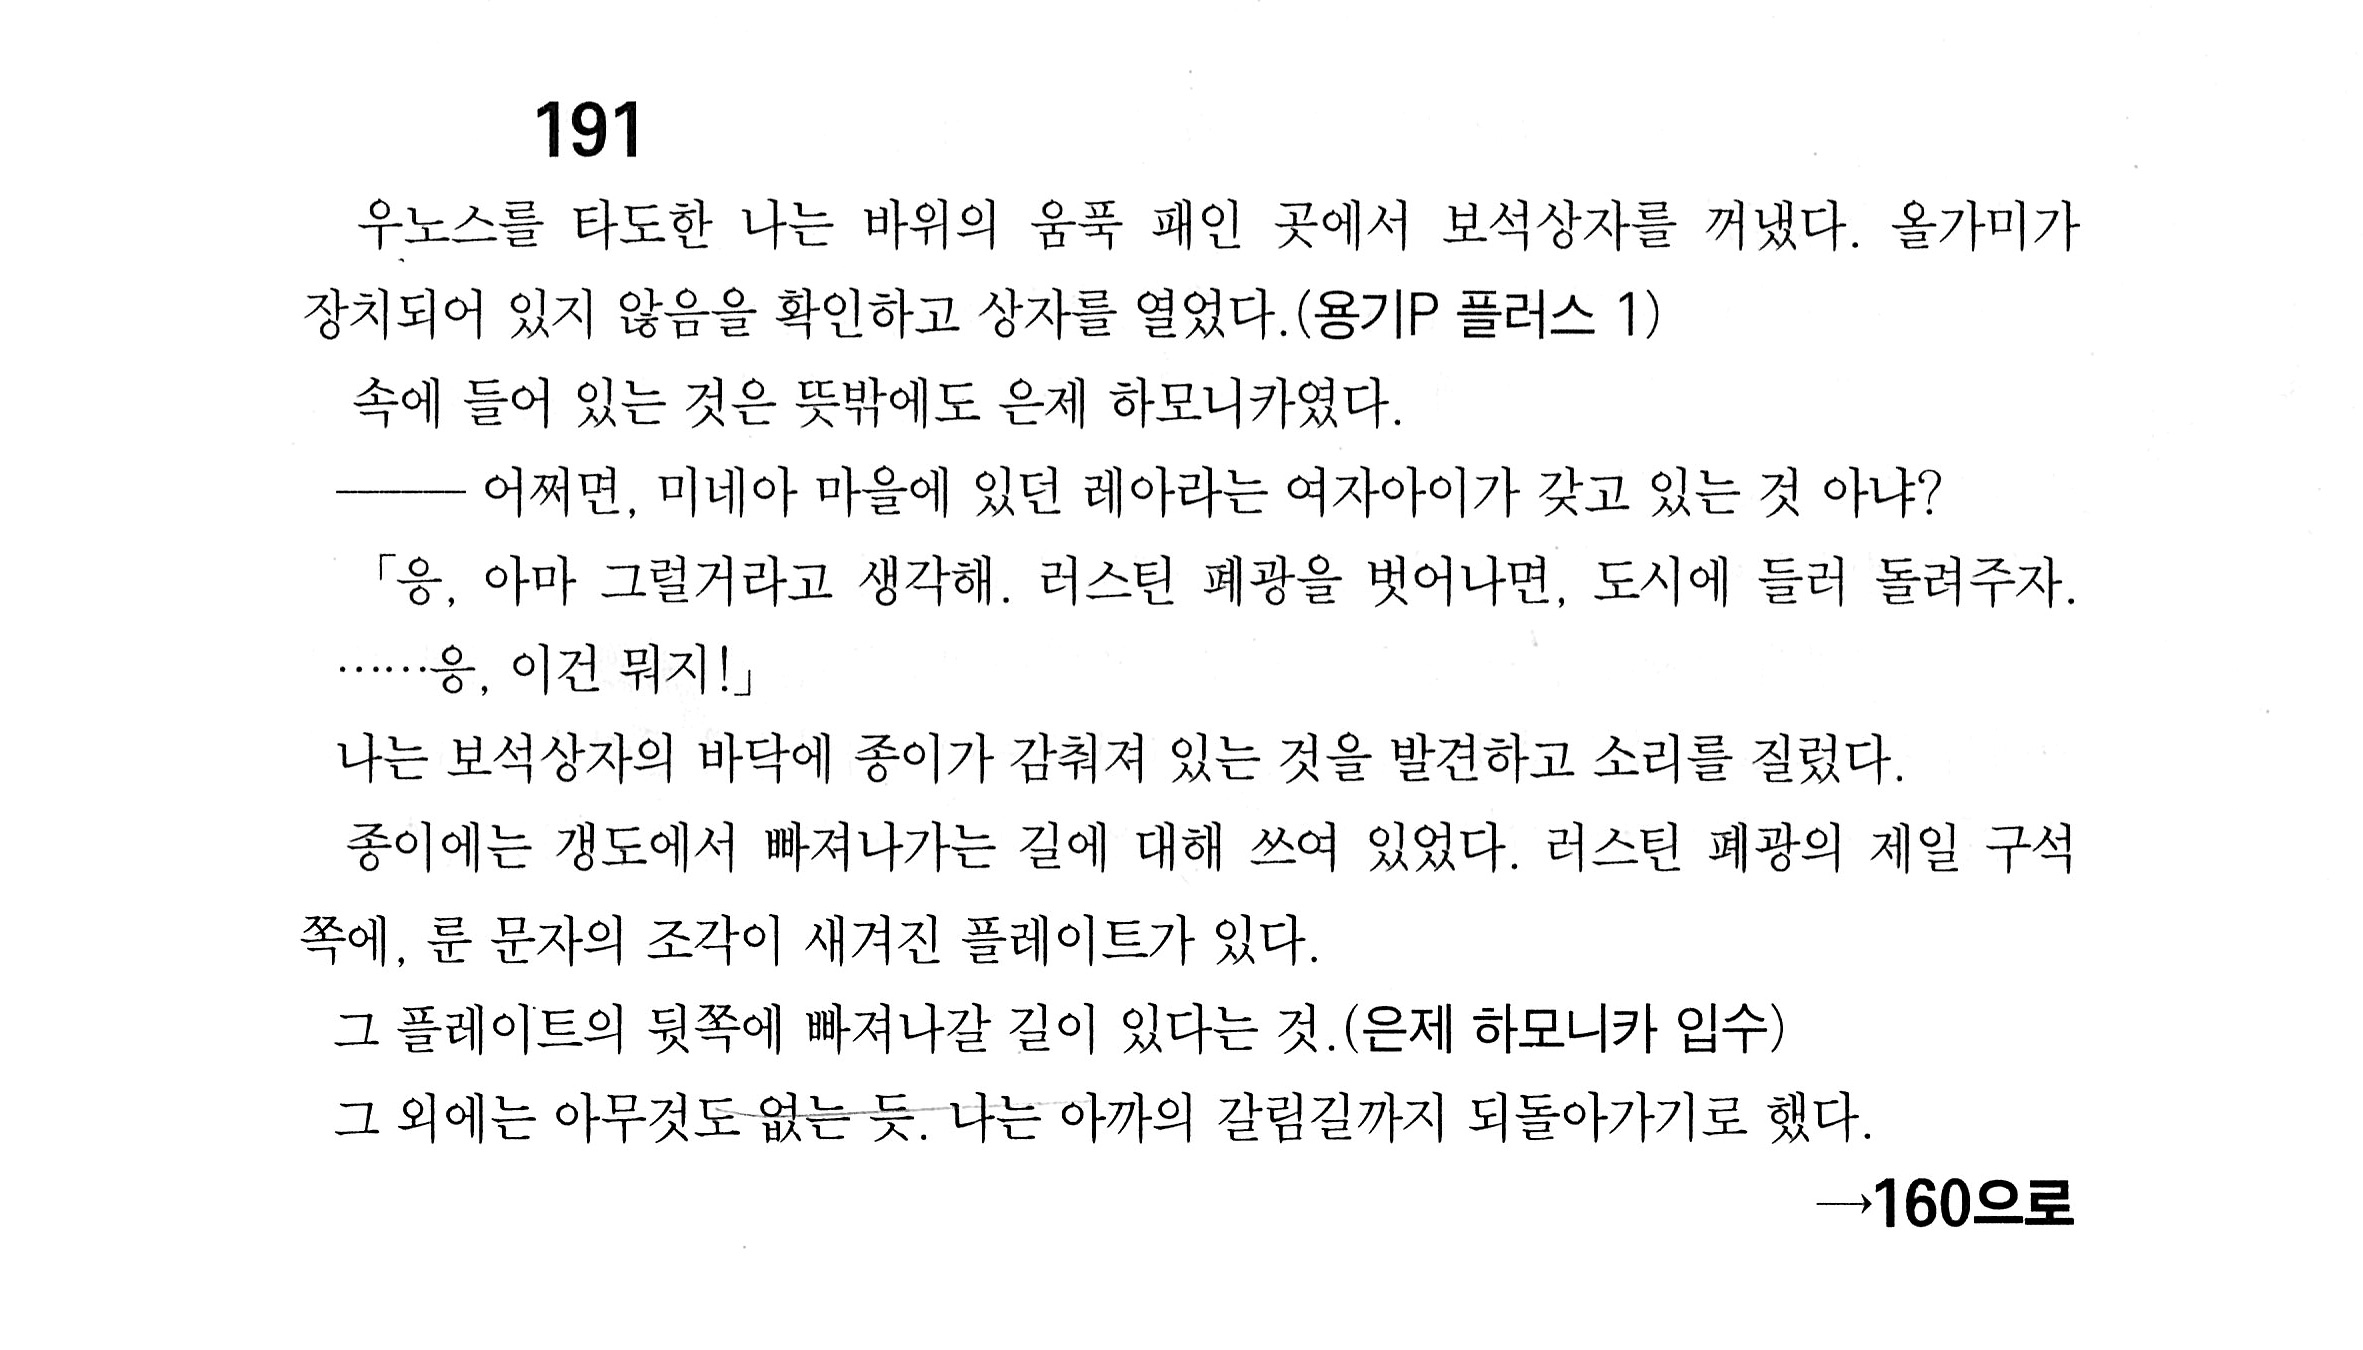 191
우노스를 타도한 나는 바위의 움푹 패인 곳에서 보석상자를 꺼냈다. 올가미가
장치되어 있지 않음을 확인하고 상자를 열었다.(용기P 플러스 1)
속에 들어 있는 것은 뜻밖에도 은제 하모니카였다.
─── 어쩌면, 미네아 마을에 있던 레아라는 여자아이가 갖고 있는 것 아냐?
「응, 아마 그럴거라고 생각해. 러스틴 폐광을 벗어나면, 도시에 들러 돌려주자.
……응, 이건 뭐지!」
나는 보석상자의 바닥에 종이가 감춰져 있는 것을 발견하고 소리를 질렀다.
종이에는 갱도에서 빠져나가는 길에 대해 쓰여 있었다. 러스틴 폐광의 제일 구석
쪽에, 룬 문자의 조각이 새겨진 플레이트가 있다.
그 플레이트의 뒷쪽에 빠져나갈 길이 있다는 것.(은제 하모니카 입수)
그 외에는 아무것도 없는 듯. 나는 아까의 갈림길까지 되돌아가기로 했다.
→160으로